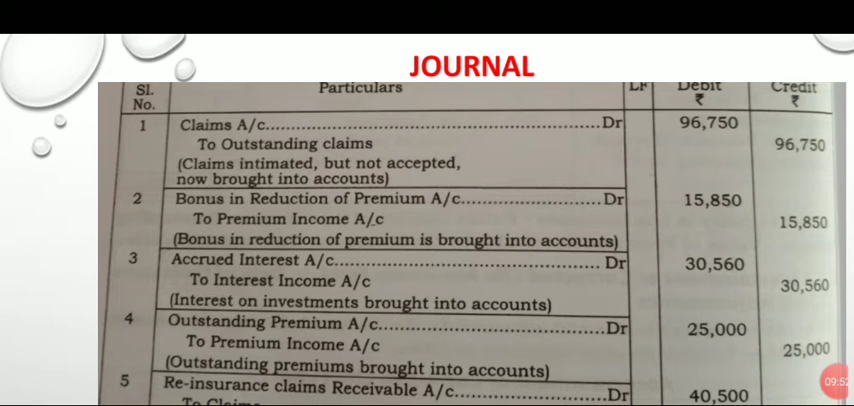 JOURNAL
Sl. No. Particulars LF Debit ₹ Credit ₹
1 Claims A/c.......................................................................Dr 96,750
To Outstanding claims 96,750
(Claims intimated, but not accepted,
now brought into accounts)
2 Bonus in Reduction of Premium A/c..............................Dr 15,850
To Premium Income A/c 15,850
(Bonus in reduction of premium is brought into accounts)
3 Accrued Interest A/c......................................................... Dr 30,560
To Interest Income A/c 30,560
(Interest on investments brought into accounts)
4 Outstanding Premium A/c.................................................Dr 25,000
To Premium Income A/c 25,000
(Outstanding premiums brought into accounts)
5 Re-insurance claims Receivable A/c.................................Dr 40,500
To Claims
09:52